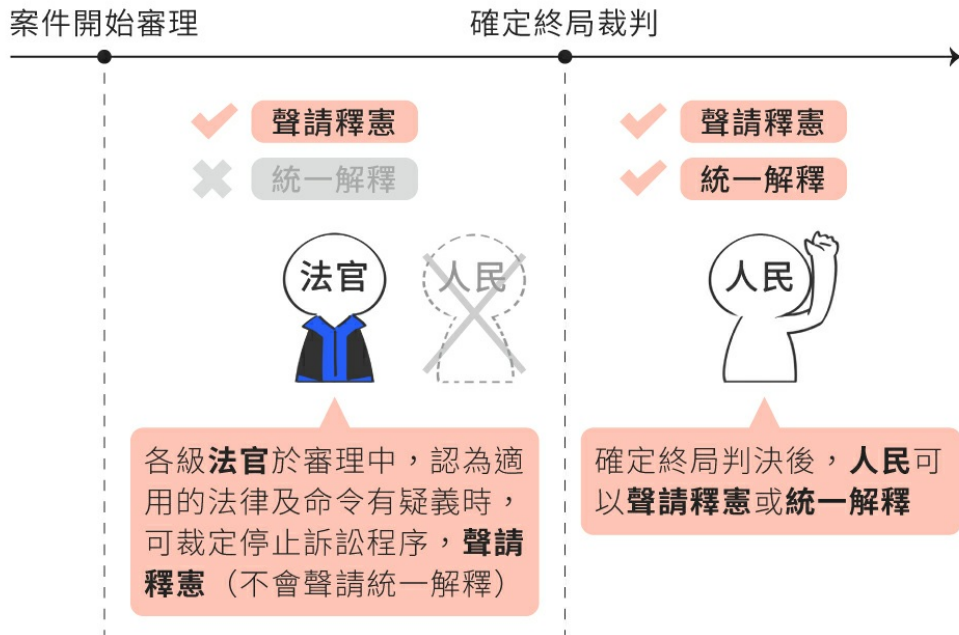 案件開始審理
確定終局裁判
聲請釋憲
統一解釋
聲請釋憲
統一解釋
法官
人民
人民
各級法官於審理中，認為適
用的法律及命令有疑義時，
可裁定停止訴訟程序，聲請
釋憲（不會聲請統一解釋）
確定終局判決後，人民可
以聲請釋憲或統一解釋